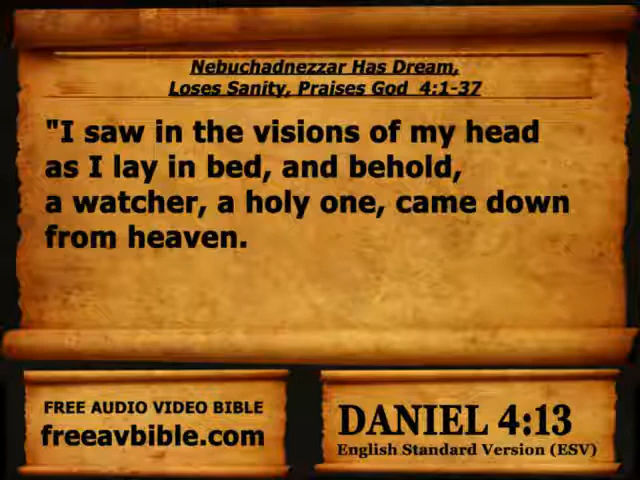 Nebuchadnezzar Has Dream,
Loses Sanity, Praises God 4:1-37
"I saw in the visions of my head
as I lay in bed, and behold,
a watcher, a holy one, came down
from heaven.
FREE AUDIO VIDEO BIBLE
freeavbible.com
DANIEL 4:13
English Standard Version (ESV)